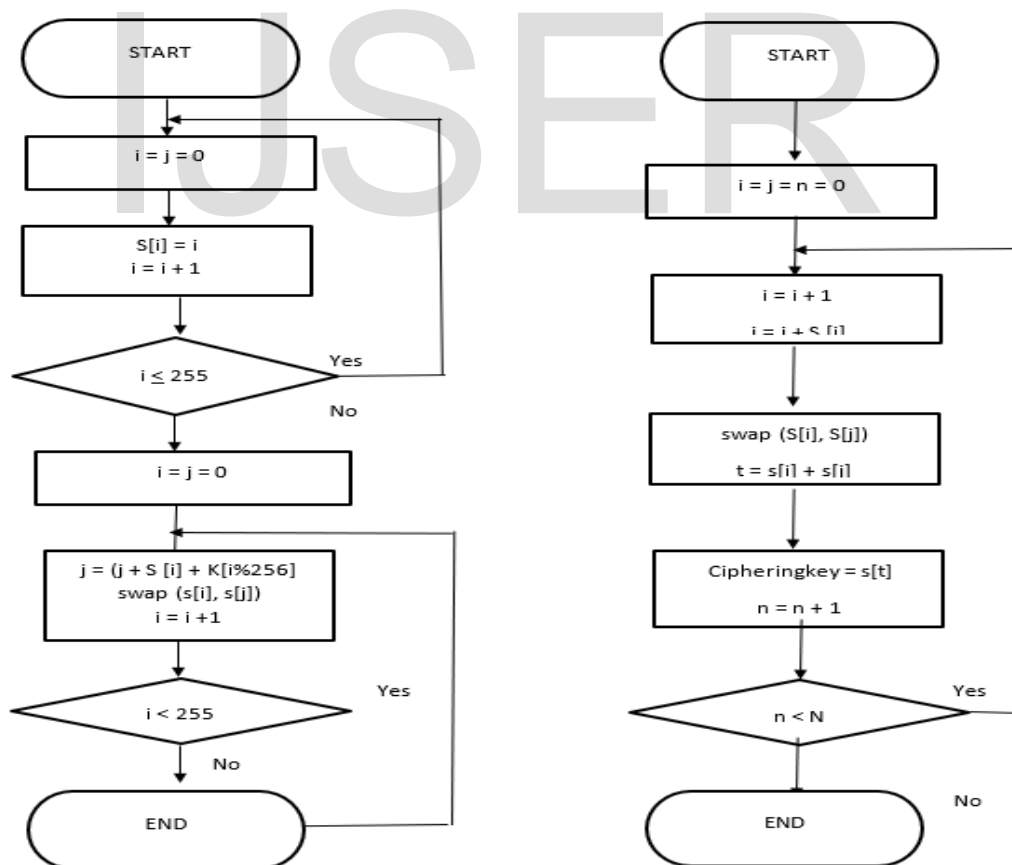 IJSER
START
i = j = 0
S[i] = i
i = i + 1
i ≤ 255
Yes
No
i = j = 0
j = (j + S [i] + K[i%256]
swap (s[i], s[j])
i = i +1
i < 255
Yes
No
END
START
i = j = n = 0
i = i + 1
= + S
swap (S[i], S[j])
t = s[i] +
Cipheringkey = s[t]
n = n + 1
n < N
Yes
No
END